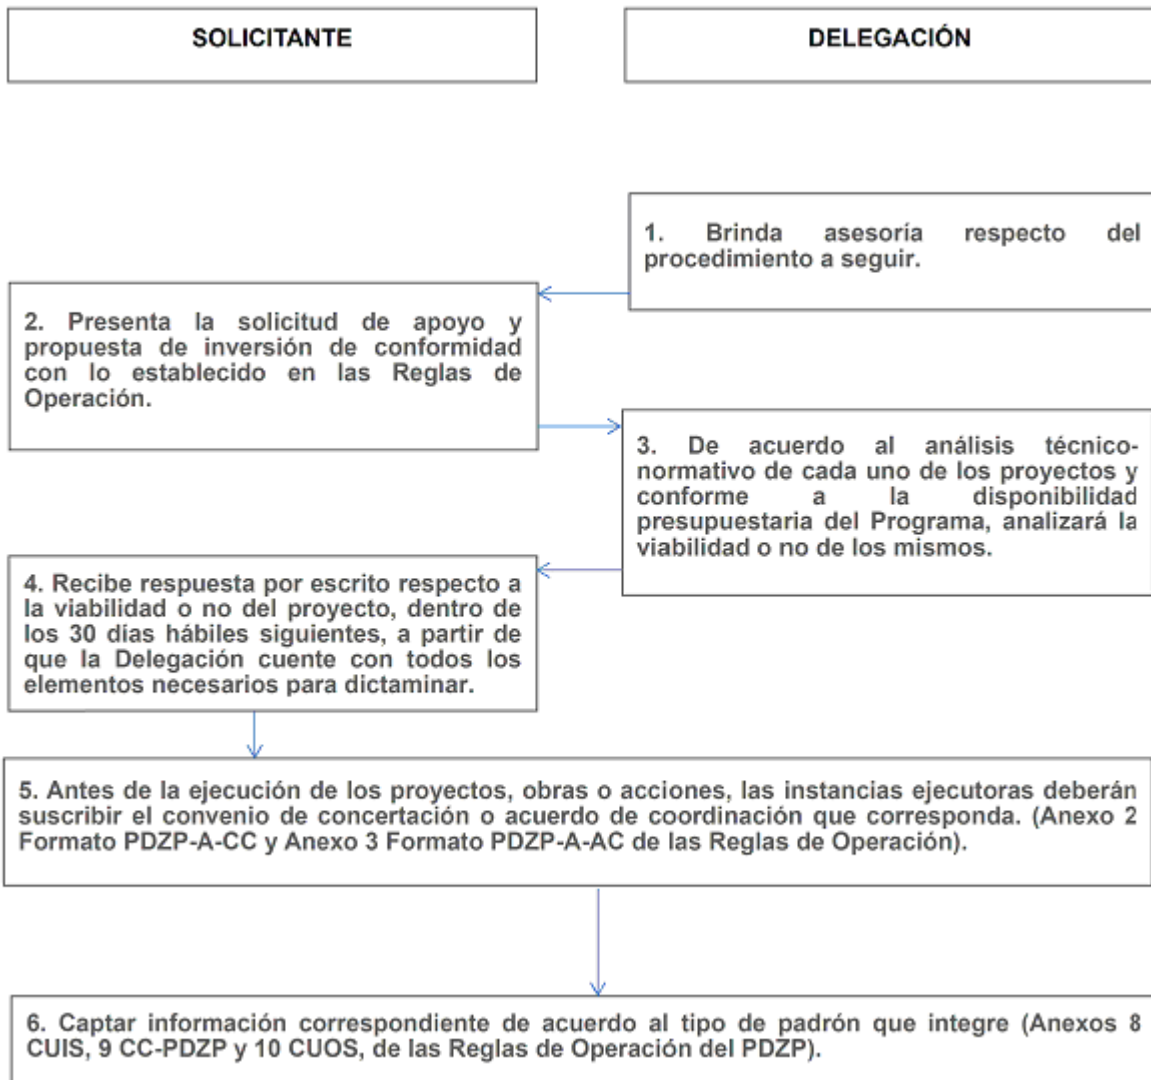 SOLICITANTE
DELEGACIÓN
1. Brinda asesoría respecto del
procedimiento a seguir.
2. Presenta la solicitud de apoyo y
propuesta de inversión de conformidad
con lo establecido en las Reglas de
Operación.
3. De acuerdo al análisis técnico-
normativo de cada uno de los proyectos y
conforme a la disponibilidad
presupuestaria del Programa, analizará la
viabilidad o no de los mismos.
4. Recibe respuesta por escrito respecto a
la viabilidad o no del proyecto, dentro de
los 30 días hábiles siguientes, a partir de
que la Delegación cuente con todos los
elementos necesarios para dictaminar.
5. Antes de la ejecución de los proyectos, obras o acciones, las instancias ejecutoras deberán
suscribir el convenio de concertación o acuerdo de coordinación que corresponda. (Anexo 2
Formato PDZP-A-CC y Anexo 3 Formato PDZP-A-AC de las Reglas de Operación).
6. Captar información correspondiente de acuerdo al tipo de padrón que integre (Anexos 8
CUIS, 9 CC-PDZP y 10 CUOS, de las Reglas de Operación del PDZP).